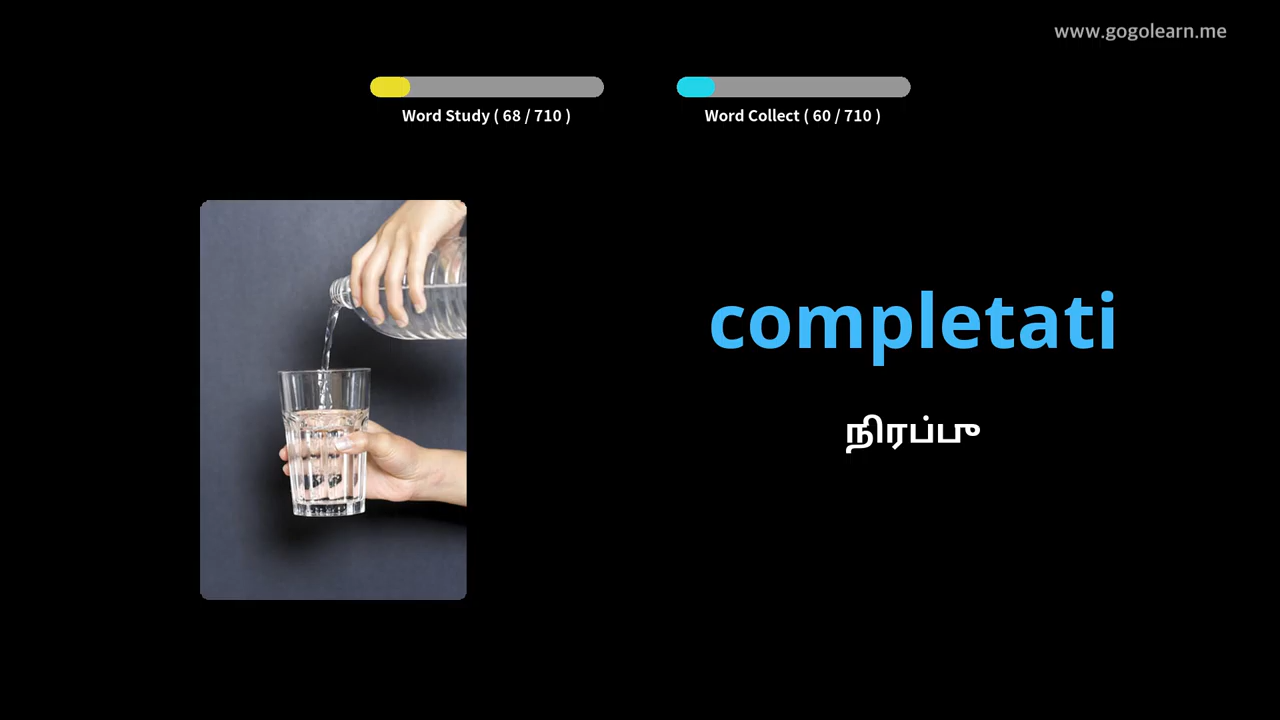 www.gogolearn.me
Word Study ( 68 / 710 )
Word Collect ( 60 / 710 )
completati
நிரப்பு